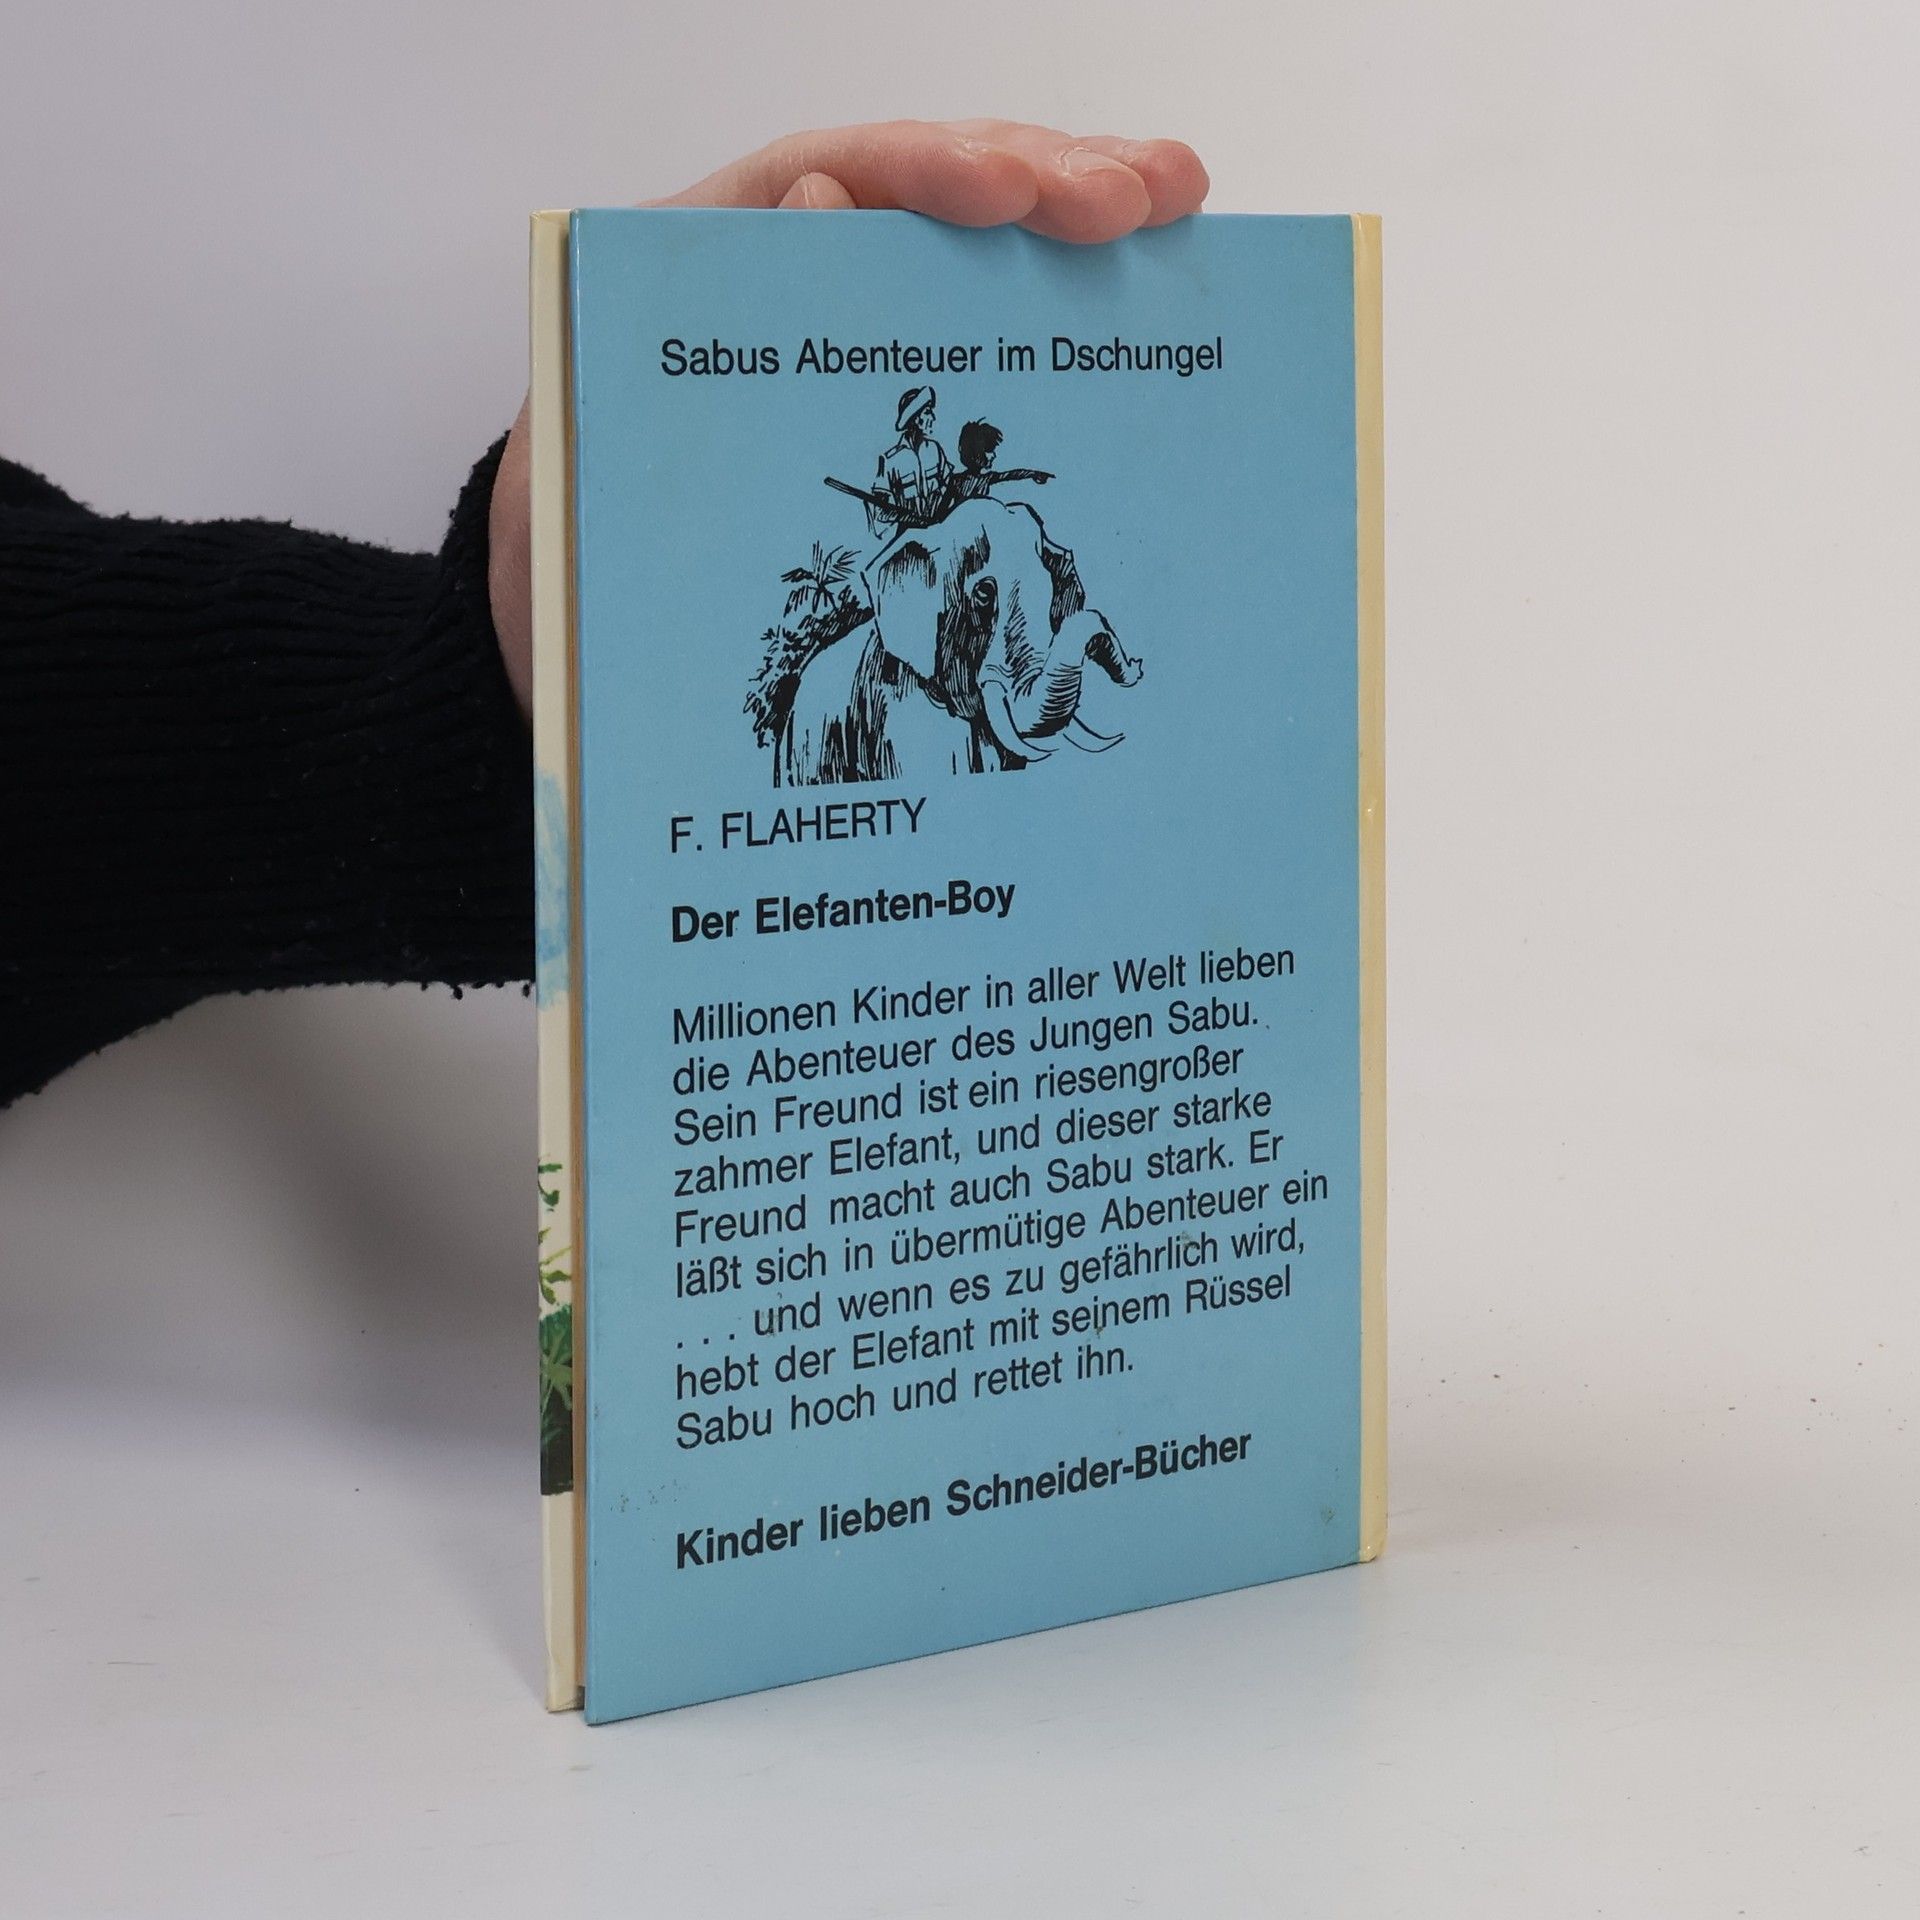 Sabus Abenteuer im Dschungel
F. FLAHERTY
Der Elefanten-Boy
Millionen Kinder in aller Welt lieben
die Abenteuer des Jungen Sabu.
Sein Freund ist ein riesengroßer
zahmer Elefant, und dieser starke
Freund macht auch Sabu stark. Er
läßt sich in übermütige Abenteuer ein
. . . und wenn es zu gefährlich wird,
hebt der Elefant mit seinem Rüssel
Sabu hoch und rettet ihn.
Kinder lieben Schneider-Bücher